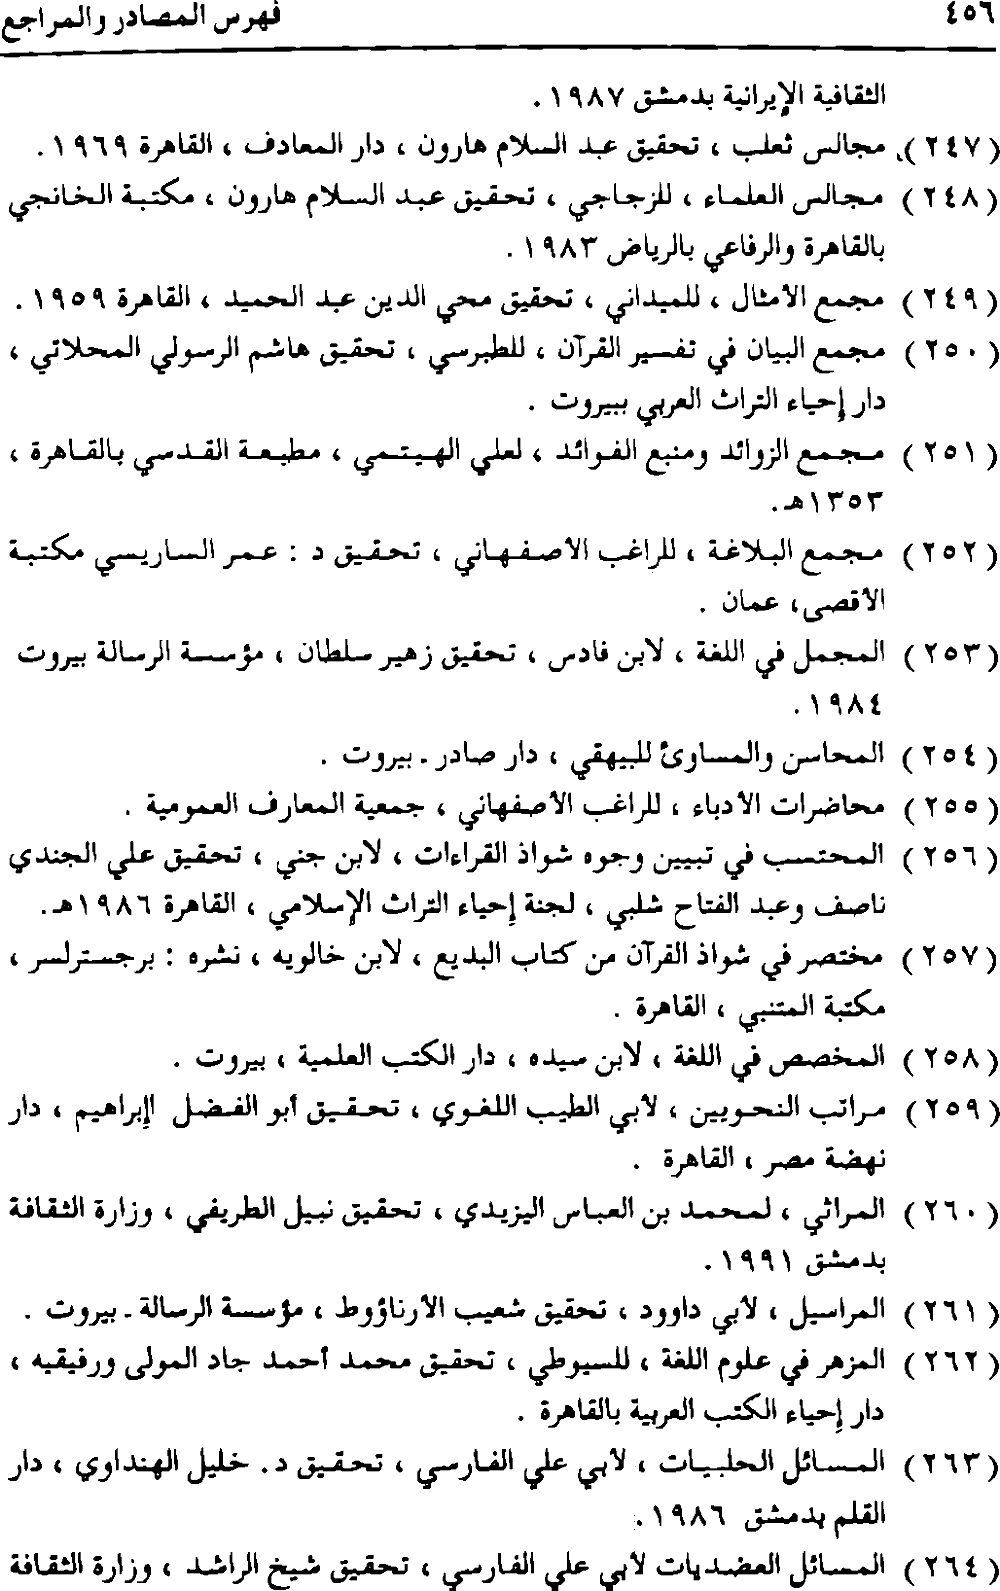 ٤٥٦ فهرس المصادر والمراجع
الثقافية الإيرانية بدمشق ١٩٨٧ .
( ٢٤٧ ) مجالس ثعلب ، تحقيق عبد السلام هارون ، دار المعادف ، القاهرة ١٩٦٩ .
( ٢٤٨ ) مجالس العلماء ، للزجاجي ، تحقيق عبد السلام هارون ، مكتبة الخانجي
بالقاهرة والرفاعي بالرياض ١٩٨٣ .
( ٢٤٩ ) مجمع الأمثال ، للميداني ، تحقيق محي الدين عبد الحميد ، القاهرة ١٩٥٩ .
( ٢٥٠ ) مجمع البيان في تفسير القرآن ، للطبرسي ، تحقيق هاشم الرسولي المحلاتي ،
دار إحياء التراث العربي ببيروت .
( ٢٥١ ) مجمع الزوائد ومنبع الفوائد ، لعلي الهيتمي ، مطبعة القدسي بالقاهرة ،
١٣٥٣هـ.
( ٢٥٢ ) مجمع البلاغة ، للراغب الأصفهاني ، تحقيق د : عمر الساريسي مكتبة
الأقصى، عمان .
( ٢٥٣ ) المجمل في اللغة ، لابن فادس ، تحقيق زهير سلطان ، مؤسسة الرسالة بيروت
١٩٨٤ .
( ٢٥٤ ) المحاسن والمساوئ للبيهقي ، دار صادر ـ بيروت .
( ٢٥٥ ) محاضرات الأدباء ، للراغب الأصفهاني ، جمعية المعارف العمومية .
( ٢٥٦ ) المحتسب في تبيين وجوه شواذ القراءات ، لابن جني ، تحقيق علي الجندي
ناصف وعبد الفتاح شلبي ، لجنة إحياء التراث الإسلامي ، القاهرة ١٩٨٦هـ.
( ٢٥٧ ) مختصر في شواذ القرآن من كتاب البديع ، لابن خالويه ، نشره : برجسترلسر ،
مكتبة المتنبي ، القاهرة .
( ٢٥٨ ) المخصص في اللغة ، لابن سيده ، دار الكتب العلمية ، بيروت .
( ٢٥٩ ) مراتب النحويين ، لأبي الطيب اللغوي ، تحقيق أبو الفضل اإبراهيم ، دار
نهضة مصر ، القاهرة .
( ٢٦٠ ) المراثي ، لمحمد بن العباس اليزيدي ، تحقيق نبيل الطريفي ، وزارة الثقافة
بدمشق ١٩٩١ .
( ٢٦١ ) المراسيل ، لأبي داوود ، تحقيق شعيب الأرناؤوط ، مؤسسة الرسالة ـ بيروت .
( ٢٦٢ ) المزهر في علوم اللغة ، للسيوطي ، تحقيق محمد أحمد جاد المولى ورفيقيه ،
دار إحياء الكتب العربية بالقاهرة .
( ٢٦٣ ) المسائل الحلبيات ، لأبي علي الفارسي ، تحقيق د. خليل الهنداوي ، دار
القلم بدمشق ١٩٨٦ .
( ٢٦٤ ) المسائل العضديات لأبي علي الفارسي ، تحقيق شيخ الراشد ، وزارة الثقافة